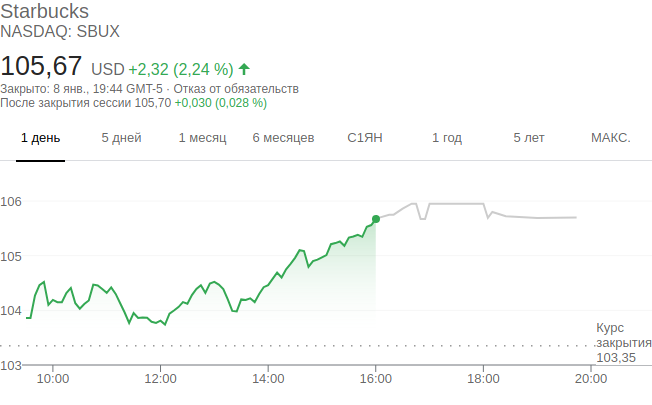 Starbucks
NASDAQ: SBUX
105,67 USD +2,32 (2,24 %)
Закрыто: 8 янв., 19:44 GMT-5 · Отказ от обязательств
После закрытия сессии 105,70 +0,030 (0,028 %)
1 день 5 дней 1 месяц 6 месяцев С1ЯН 1 год 5 лет МАКС.
106
105
104
Курс
закрытия
103,35
103
10:00 12:00 14:00 16:00 18:00 20:00